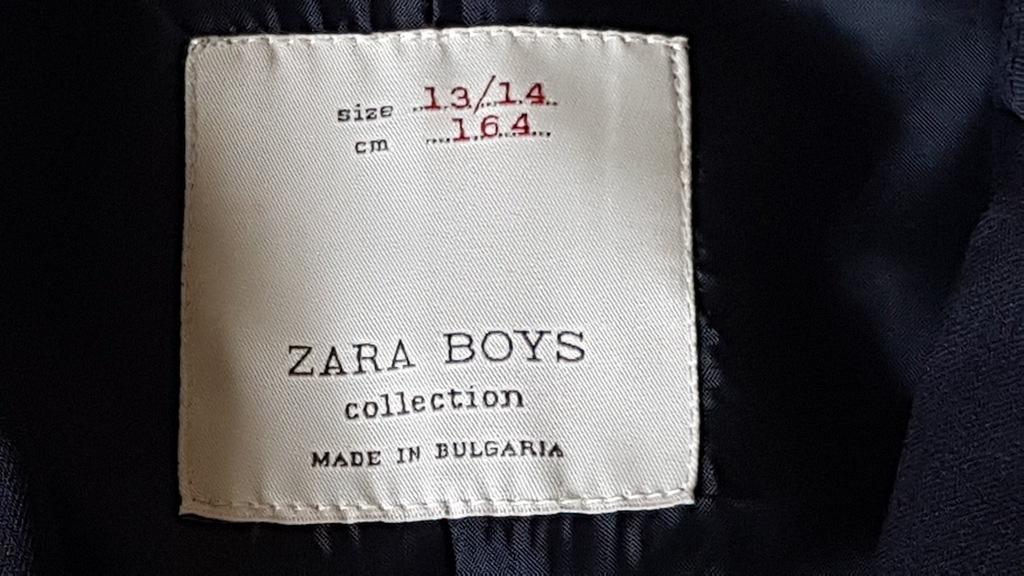 size 13/14
cm 164
ZARA BOYS
collection
MADE IN BULGARIA